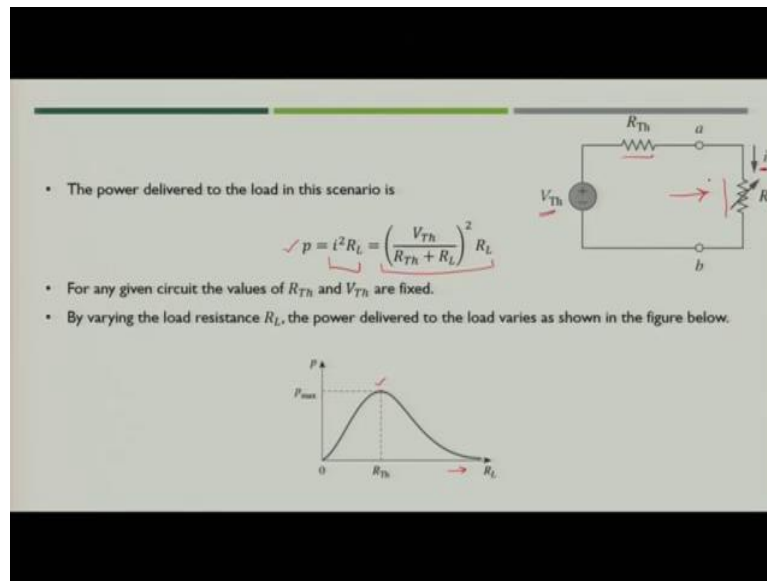 R_Th
a
i
V_Th
R
b
• The power delivered to the load in this scenario is
p = i²R_L = (V_Th / (R_Th + R_L))² R_L
• For any given circuit the values of R_Th and V_Th are fixed.
• By varying the load resistance R_L, the power delivered to the load varies as shown in the figure below.
p
p_max
0
R_Th
R_L